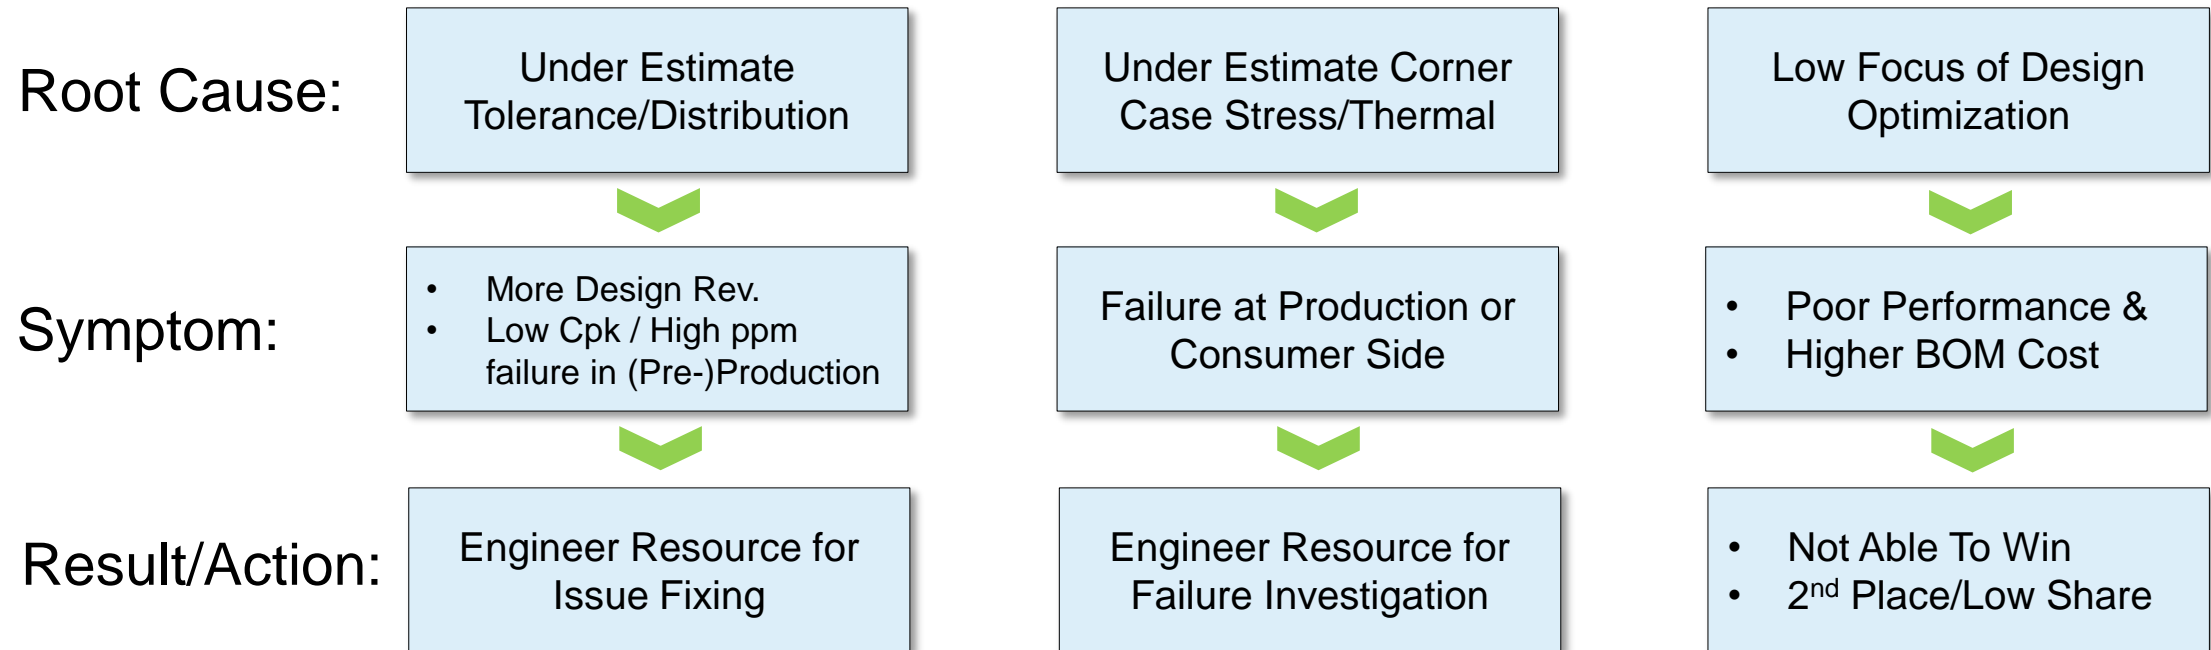 Root Cause:
Under Estimate
Tolerance/Distribution
Under Estimate Corner
Case Stress/Thermal
Low Focus of Design
Optimization
Symptom:
• More Design Rev.
• Low Cpk / High ppm
failure in (Pre-)Production
Failure at Production or
Consumer Side
• Poor Performance &
• Higher BOM Cost
Result/Action:
Engineer Resource for
Issue Fixing
Engineer Resource for
Failure Investigation
• Not Able To Win
• 2nd Place/Low Share